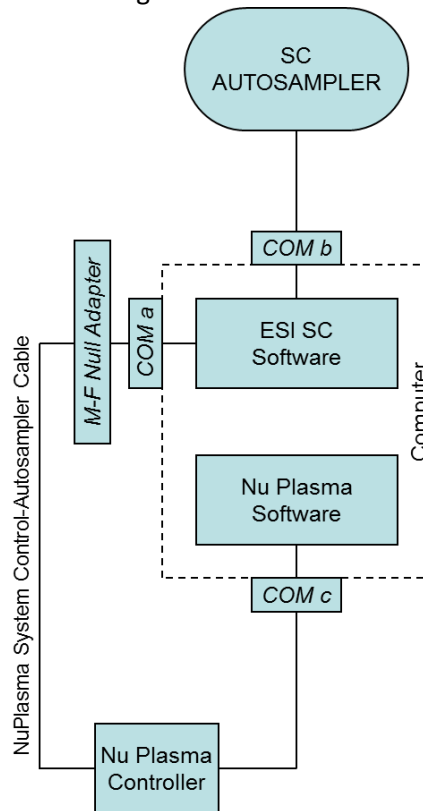 SC
AUTOSAMPLER
COM b
M-F Null Adapter
COM a
ESI SC
Software
Computer
NuPlasma System Control-Autosampler Cable
Nu Plasma
Software
COM c
Nu Plasma
Controller